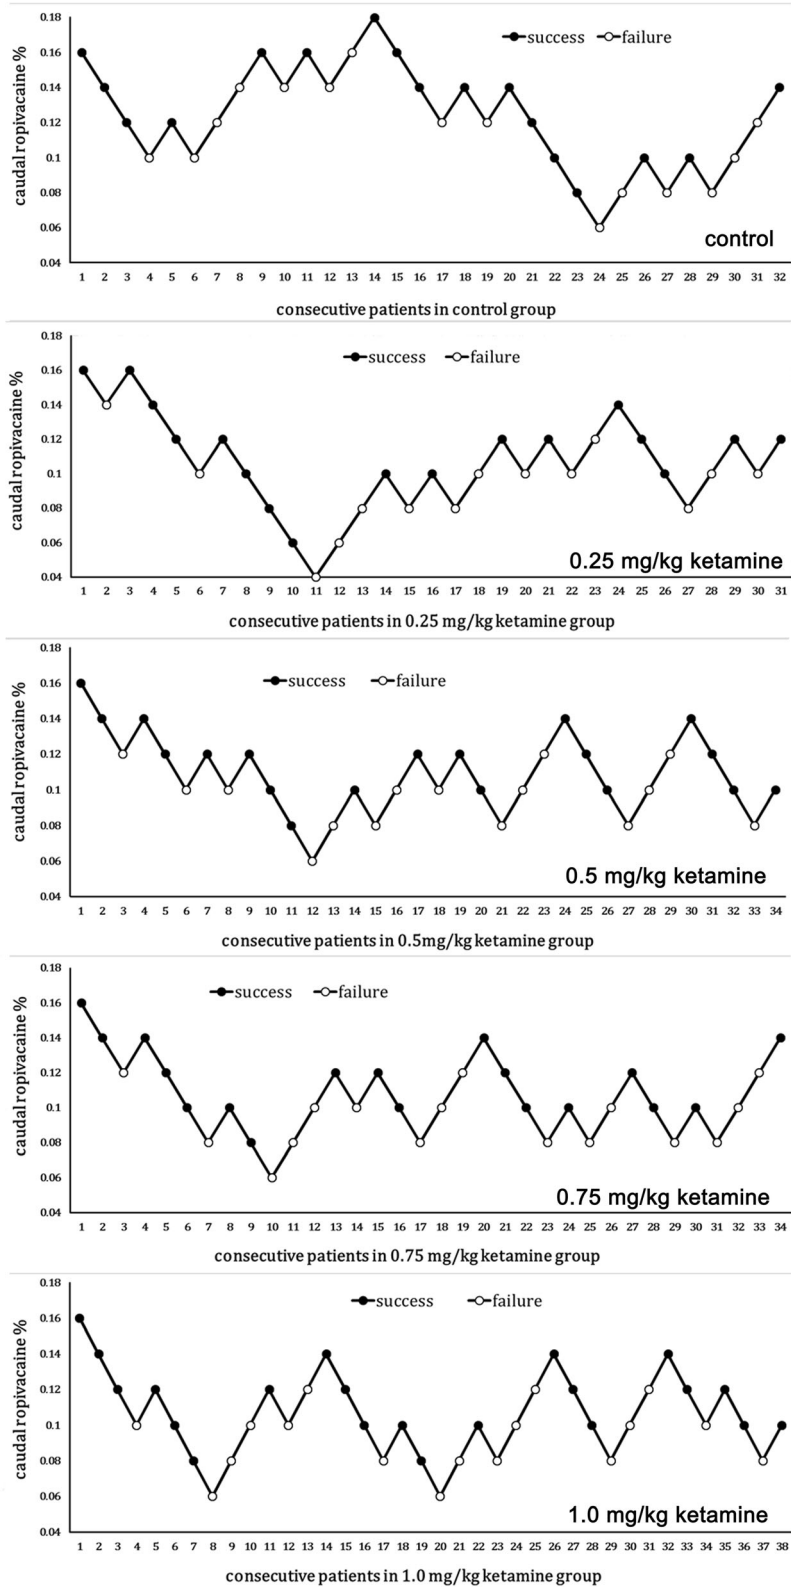 0.18
success failure
0.16
0.14
0.12
0.1
0.08
0.06
0.04
caudal ropivacaine %
control
1 2 3 4 5 6 7 8 9 10 11 12 13 14 15 16 17 18 19 20 21 22 23 24 25 26 27 28 29 30 31 32
consecutive patients in control group
0.18
success failure
0.16
0.14
0.12
0.1
0.08
0.06
0.04
caudal ropivacaine %
0.25 mg/kg ketamine
1 2 3 4 5 6 7 8 9 10 11 12 13 14 15 16 17 18 19 20 21 22 23 24 25 26 27 28 29 30 31
consecutive patients in 0.25 mg/kg ketamine group
0.18
success failure
0.16
0.14
0.12
0.1
0.08
0.06
0.04
caudal ropivacaine %
0.5 mg/kg ketamine
1 2 3 4 5 6 7 8 9 10 11 12 13 14 15 16 17 18 19 20 21 22 23 24 25 26 27 28 29 30 31 32 33 34
consecutive patients in 0.5mg/kg ketamine group
0.18
success failure
0.16
0.14
0.12
0.1
0.08
0.06
0.04
caudal ropivacaine %
0.75 mg/kg ketamine
1 2 3 4 5 6 7 8 9 10 11 12 13 14 15 16 17 18 19 20 21 22 23 24 25 26 27 28 29 30 31 32 33 34
consecutive patients in 0.75 mg/kg ketamine group
0.18
success failure
0.16
0.14
0.12
0.1
0.08
0.06
0.04
caudal ropivacaine %
1.0 mg/kg ketamine
1 2 3 4 5 6 7 8 9 10 11 12 13 14 15 16 17 18 19 20 21 22 23 24 25 26 27 28 29 30 31 32 33 34 35 36 37 38
consecutive patients in 1.0 mg/kg ketamine group